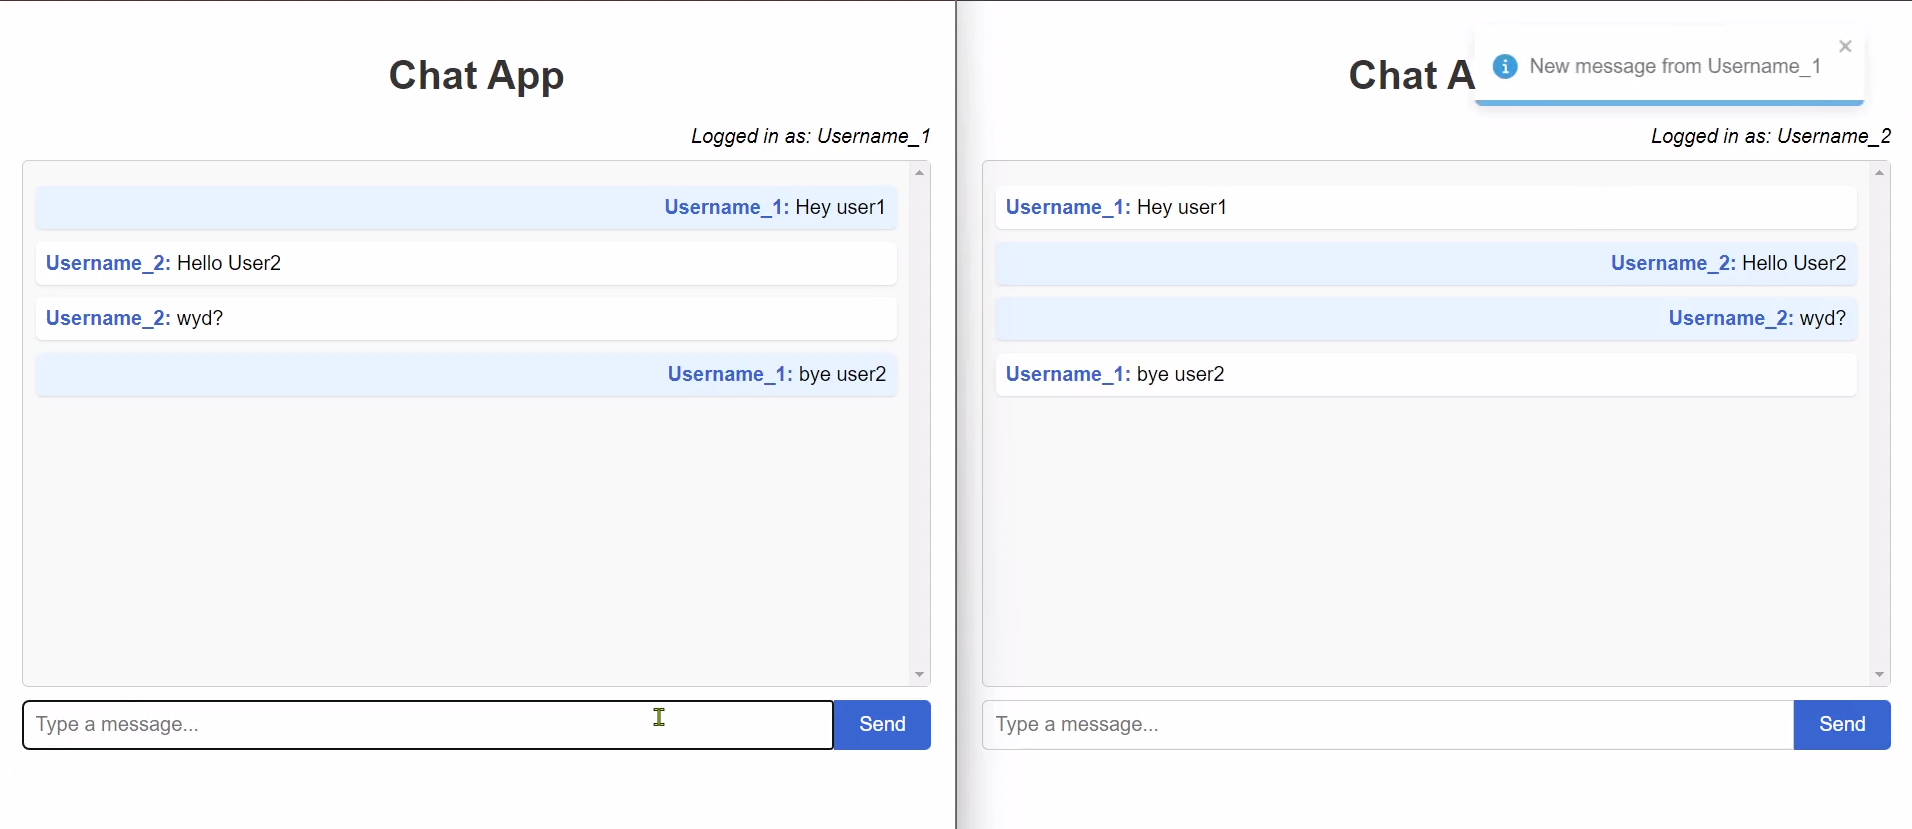 Chat App
Logged in as: Username_1
Username_1: Hey user1
Username_2: Hello User2
Username_2: wyd?
Username_1: bye user2
Type a message...
Send
Chat A
New message from Username_1
Logged in as: Username_2
Username_1: Hey user1
Username_2: Hello User2
Username_2: wyd?
Username_1: bye user2
Type a message...
Send